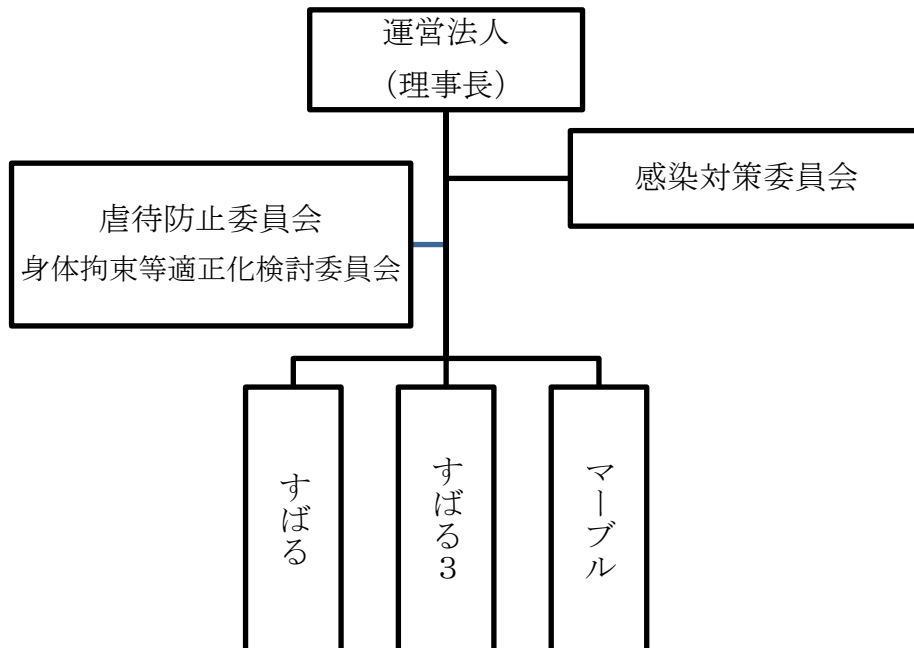 運営法人
（理事長）
感染対策委員会
虐待防止委員会
身体拘束等適正化検討委員会
すばる
すばる３
マーブル